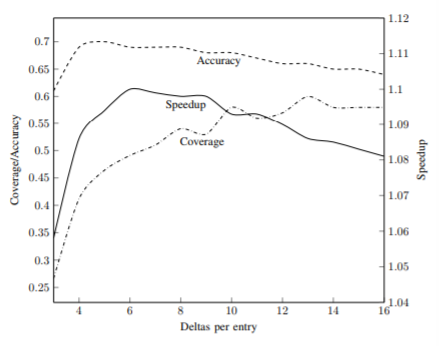 1.12
0.7
1.11
Accuracy
0.65
1.1
0.6
Speedup
0.55
1.09
Coverage
0.5
1.08
0.45
0.4
1.07
0.35
1.06
0.3
1.05
0.25
1.04
4 6 8 10 12 14 16
Deltas per entry
Coverage/Accuracy
Speedup